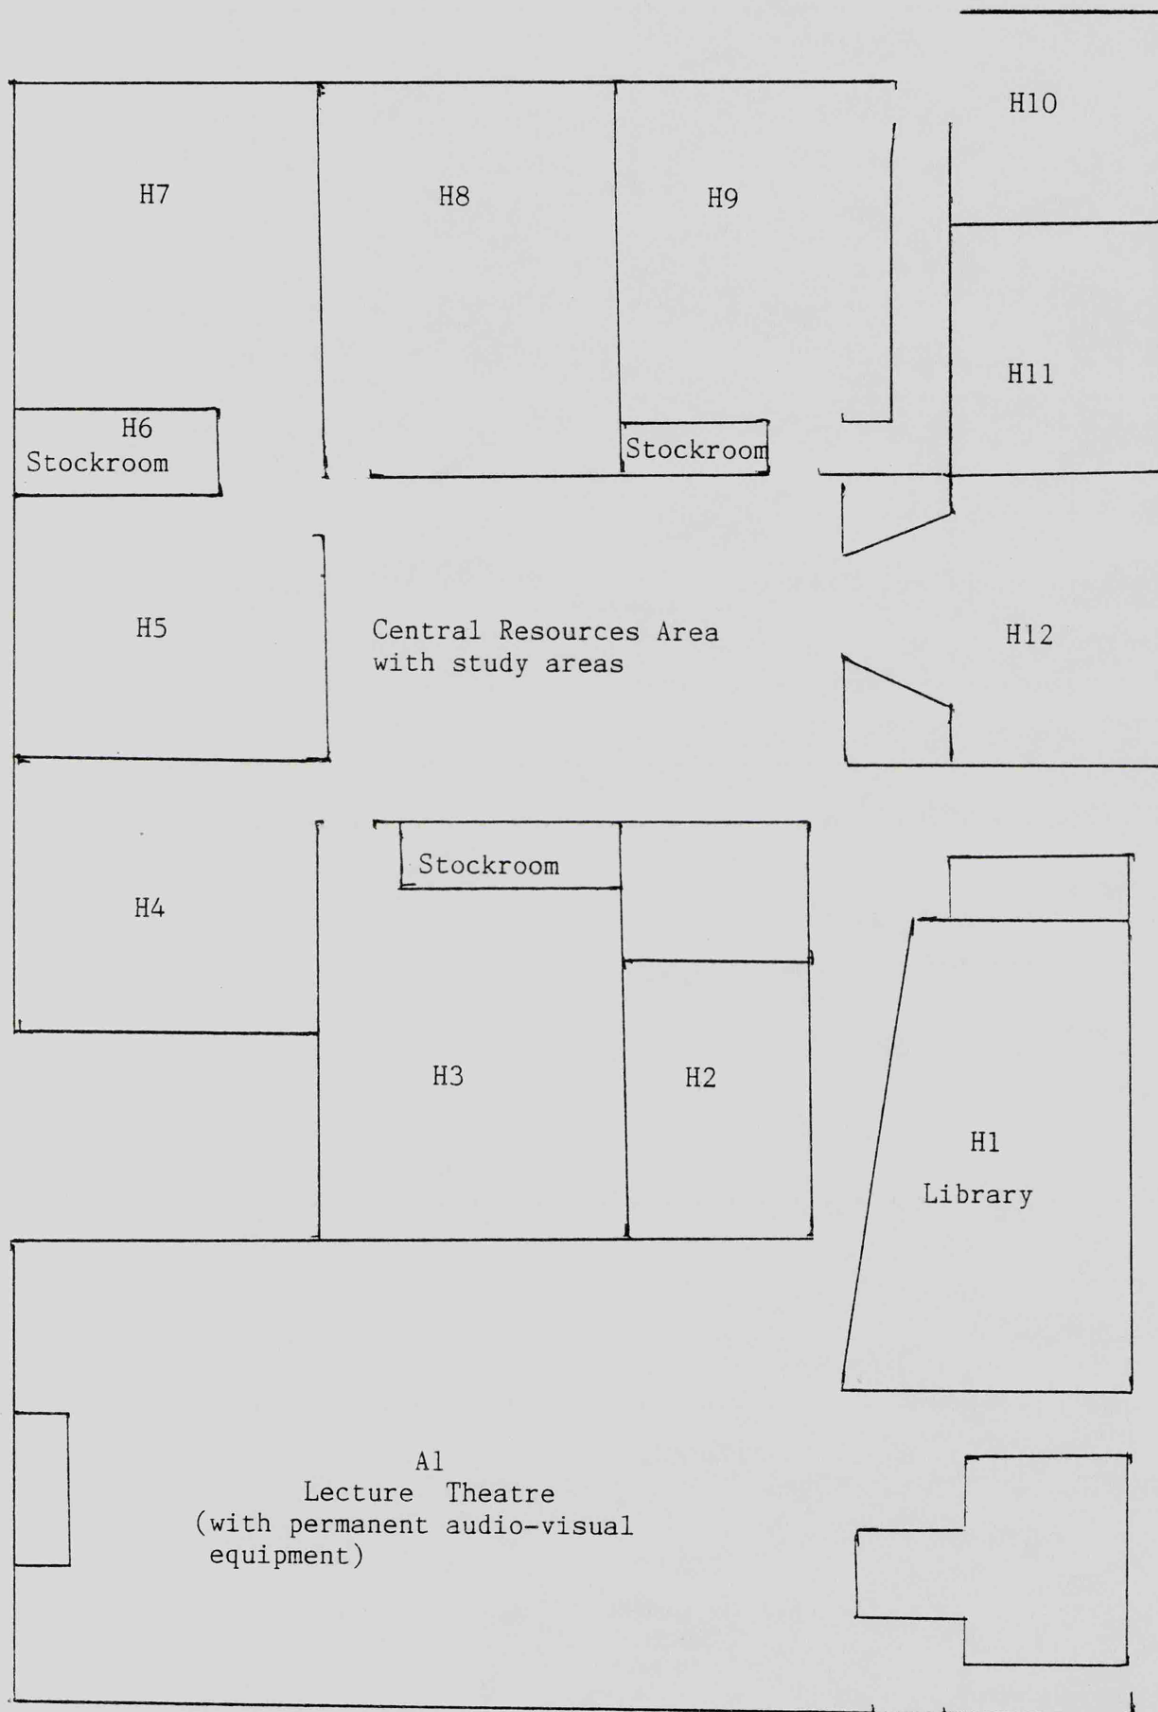 H10
H7
H8
H9
H11
H6
Stockroom
Stockroom
H5
Central Resources Area
with study areas
H12
Stockroom
H4
H3
H2
H1
Library
A1
Lecture Theatre
(with permanent audio-visual
equipment)